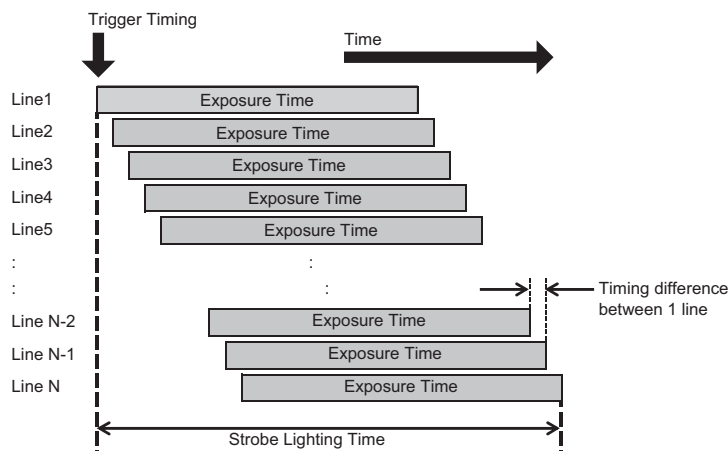 Trigger Timing
Time
Line1 Exposure Time
Line2 Exposure Time
Line3 Exposure Time
Line4 Exposure Time
Line5 Exposure Time
: :
: :
Timing difference
between 1 line
Line N-2 Exposure Time
Line N-1 Exposure Time
Line N Exposure Time
Strobe Lighting Time